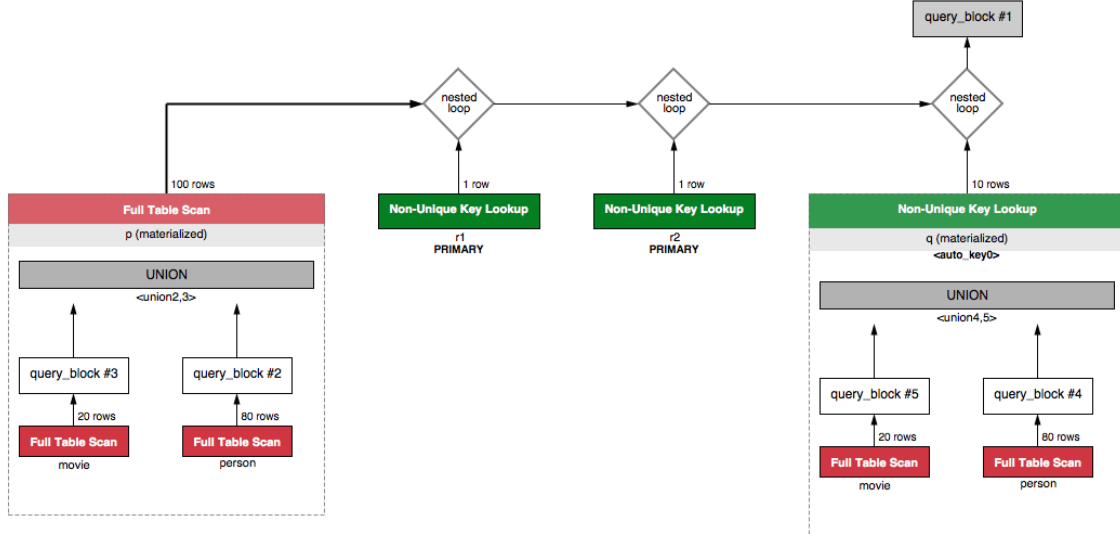 query_block #1
nested
loop
nested
loop
nested
loop
100 rows
1 row
1 row
10 rows
Full Table Scan
p (materialized)
UNION
<union2,3>
query_block #3
query_block #2
20 rows
80 rows
Full Table Scan
Full Table Scan
movie
person
Non-Unique Key Lookup
r1
PRIMARY
Non-Unique Key Lookup
r2
PRIMARY
Non-Unique Key Lookup
q (materialized)
<auto_key0>
UNION
<union4,5>
query_block #5
query_block #4
20 rows
80 rows
Full Table Scan
Full Table Scan
movie
person